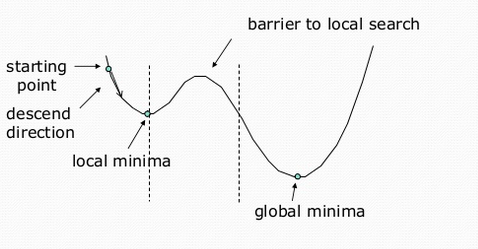 barrier to local search
starting
point
descend
direction
local minima
global minima